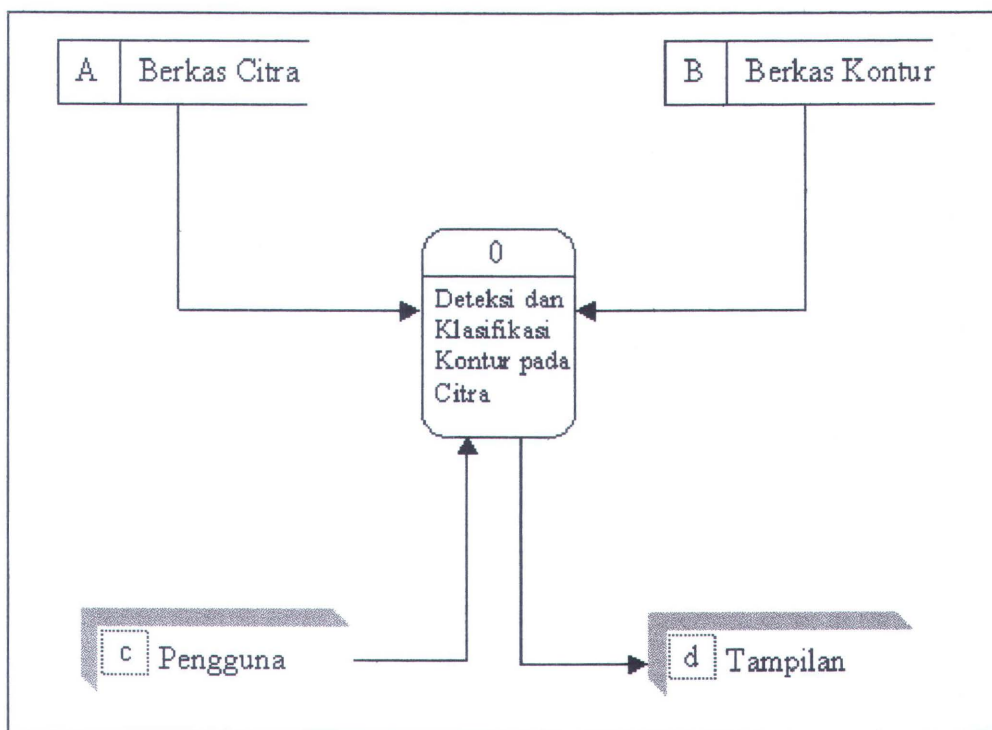 A Berkas Citra
B Berkas Kontur
0
Deteksi dan
Klasifikasi
Kontur pada
Citra
c Pengguna
d Tampilan